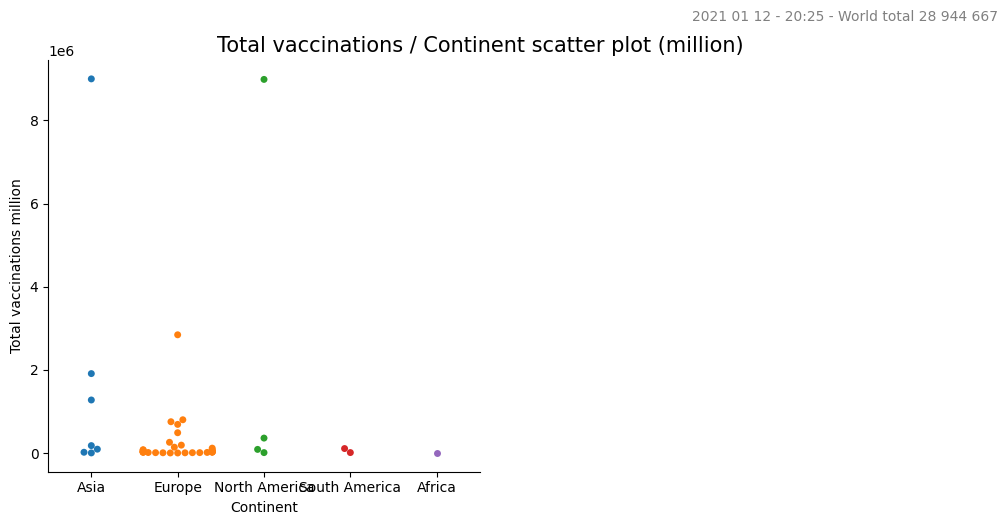 2021 01 12 - 20:25 - World total 28 944 667
Total vaccinations / Continent scatter plot (million)
1e6
8
6
4
2
0
Total vaccinations million
Asia Europe North America South America Africa
Continent